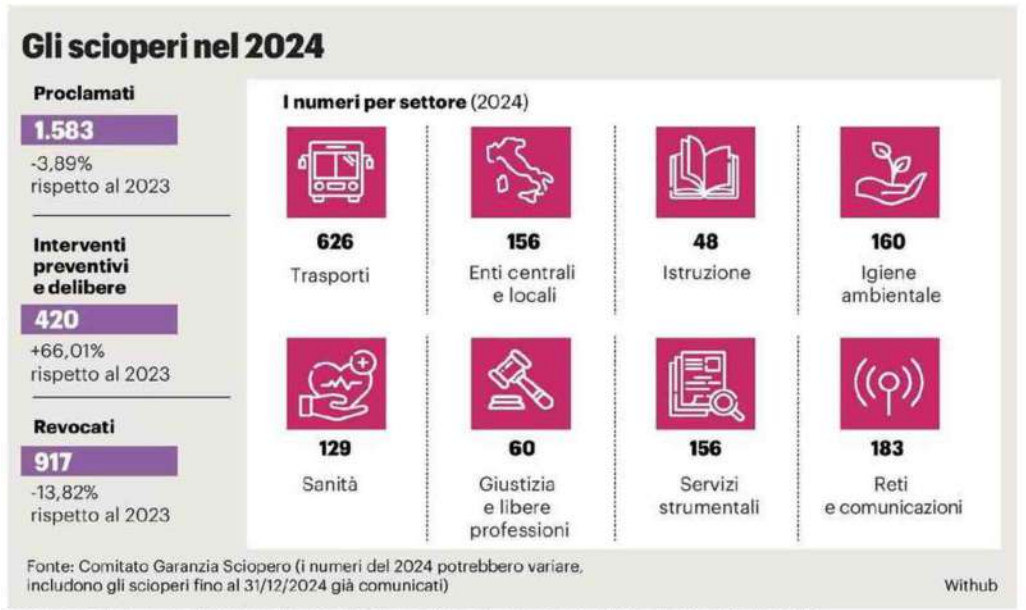 Gli scioperi nel 2024
Proclamati
1.583
-3,89%
rispetto al 2023
Interventi
preventivi
e delibere
420
+66,01%
rispetto al 2023
Revocati
917
-13,82%
rispetto al 2023
I numeri per settore (2024)
626
Trasporti
156
Enti centrali
e locali
48
Istruzione
160
Igiene
ambientale
129
Sanità
60
Giustizia
e libere
professioni
156
Servizi
strumentali
183
Reti
e comunicazioni
Fonte: Comitato Garanzia Sciopero (i numeri del 2024 potrebbero variare,
includono gli scioperi fino al 31/12/2024 già comunicati)
Withub